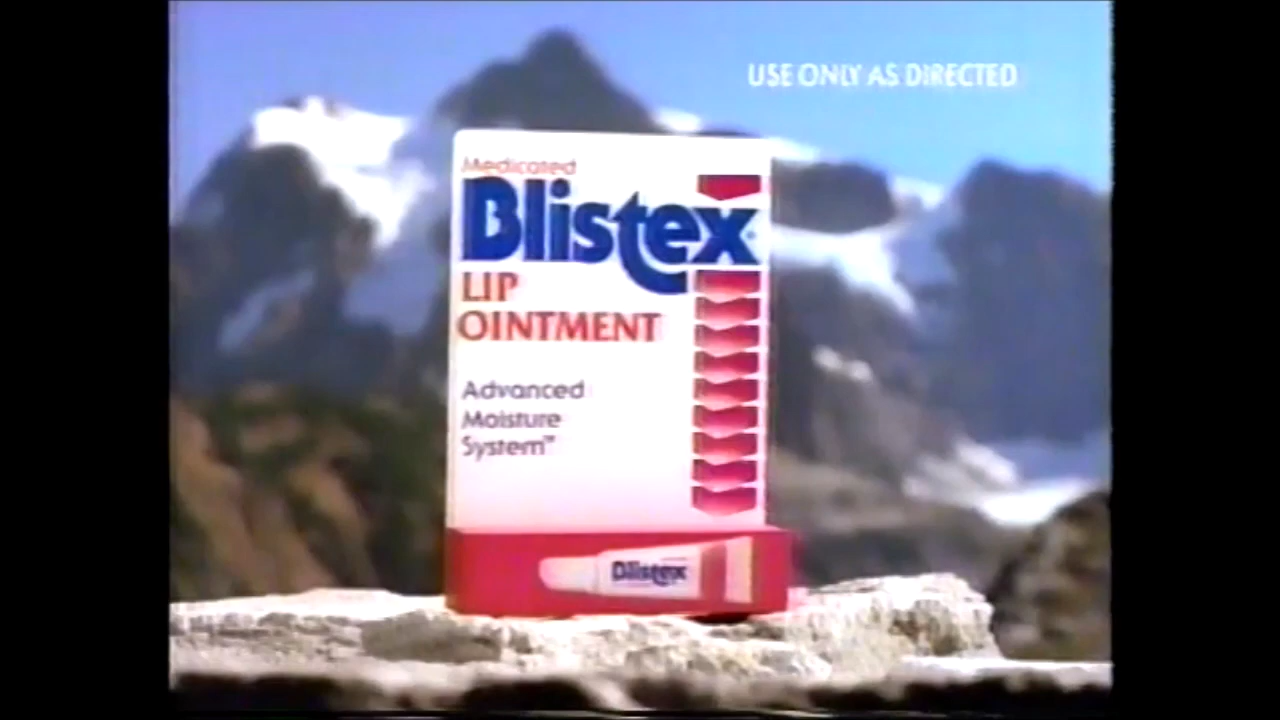 USE ONLY AS DIRECTED
Medicated
Blistex
LIP
OINTMENT
Advanced
Moisture
System™
Blistex